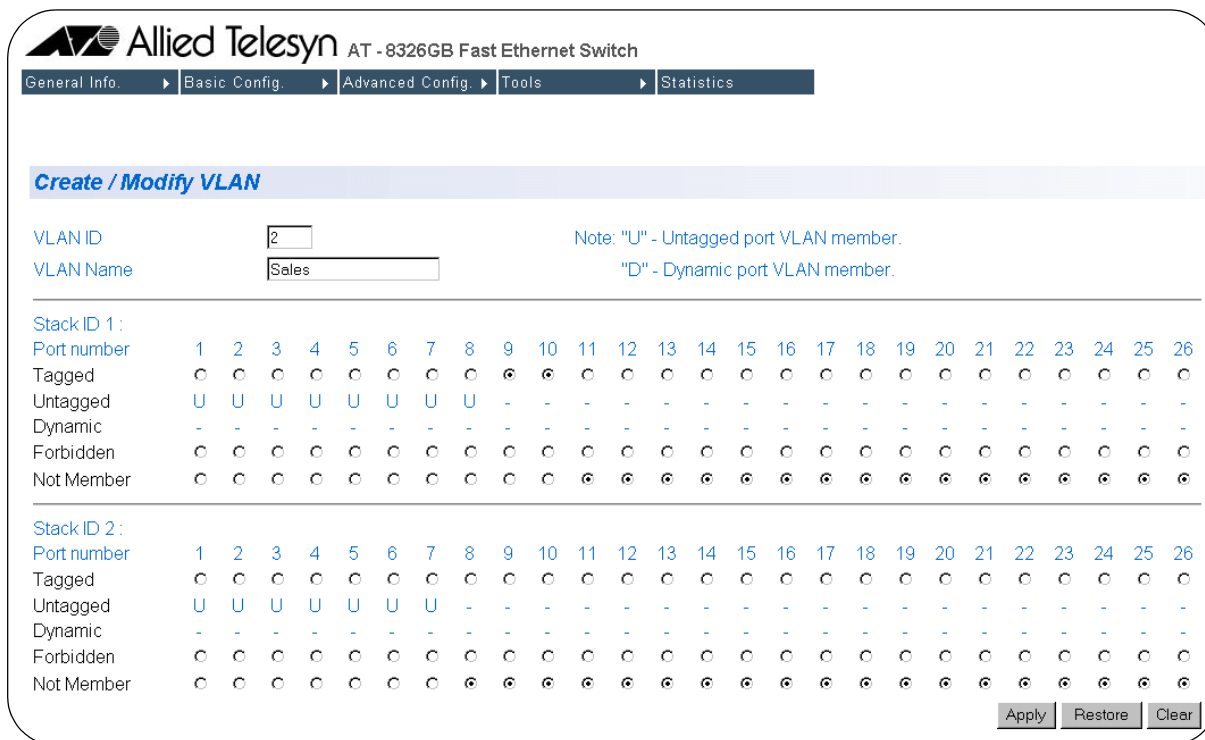 Allied Telesyn AT - 8326GB Fast Ethernet Switch
General Info. Basic Config. Advanced Config. Tools Statistics
Create / Modify VLAN
VLAN ID 2 Note: "U" - Untagged port VLAN member.
VLAN Name Sales "D" - Dynamic port VLAN member.
Stack ID 1 :
Port number 1 2 3 4 5 6 7 8 9 10 11 12 13 14 15 16 17 18 19 20 21 22 23 24 25 26
Tagged
Untagged U U U U U U U U - - - - - - - - - - - - - - - - - -
Dynamic - - - - - - - - - - - - - - - - - - - - - - - - - -
Forbidden
Not Member
Stack ID 2 :
Port number 1 2 3 4 5 6 7 8 9 10 11 12 13 14 15 16 17 18 19 20 21 22 23 24 25 26
Tagged
Untagged U U U U U U U - - - - - - - - - - - - - - - - - - -
Dynamic - - - - - - - - - - - - - - - - - - - - - - - - - -
Forbidden
Not Member
Apply Restore Clear